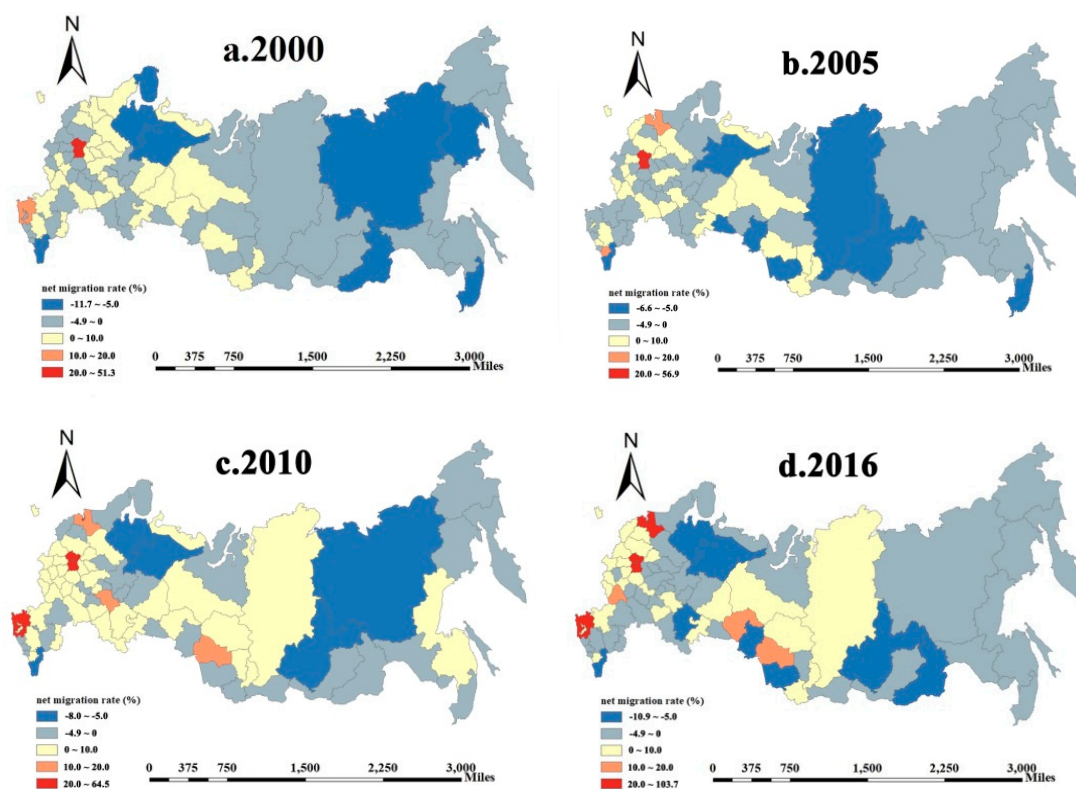 N
a.2000
net migration rate (%)
-11.7 ~ -5.0
-4.9 ~ 0
0 ~ 10.0
10.0 ~ 20.0
20.0 ~ 51.3
0 375 750 1,500 2,250 3,000
Miles
N
b.2005
net migration rate (%)
-6.6 ~ -5.0
-4.9 ~ 0
0 ~ 10.0
10.0 ~ 20.0
20.0 ~ 56.9
0 375 750 1,500 2,250 3,000
Miles
N
c.2010
net migration rate (%)
-8.0 ~ -5.0
-4.9 ~ 0
0 ~ 10.0
10.0 ~ 20.0
20.0 ~ 64.5
0 375 750 1,500 2,250 3,000
Miles
N
d.2016
net migration rate (%)
-10.9 ~ -5.0
-4.9 ~ 0
0 ~ 10.0
10.0 ~ 20.0
20.0 ~ 103.7
0 375 750 1,500 2,250 3,000
Miles